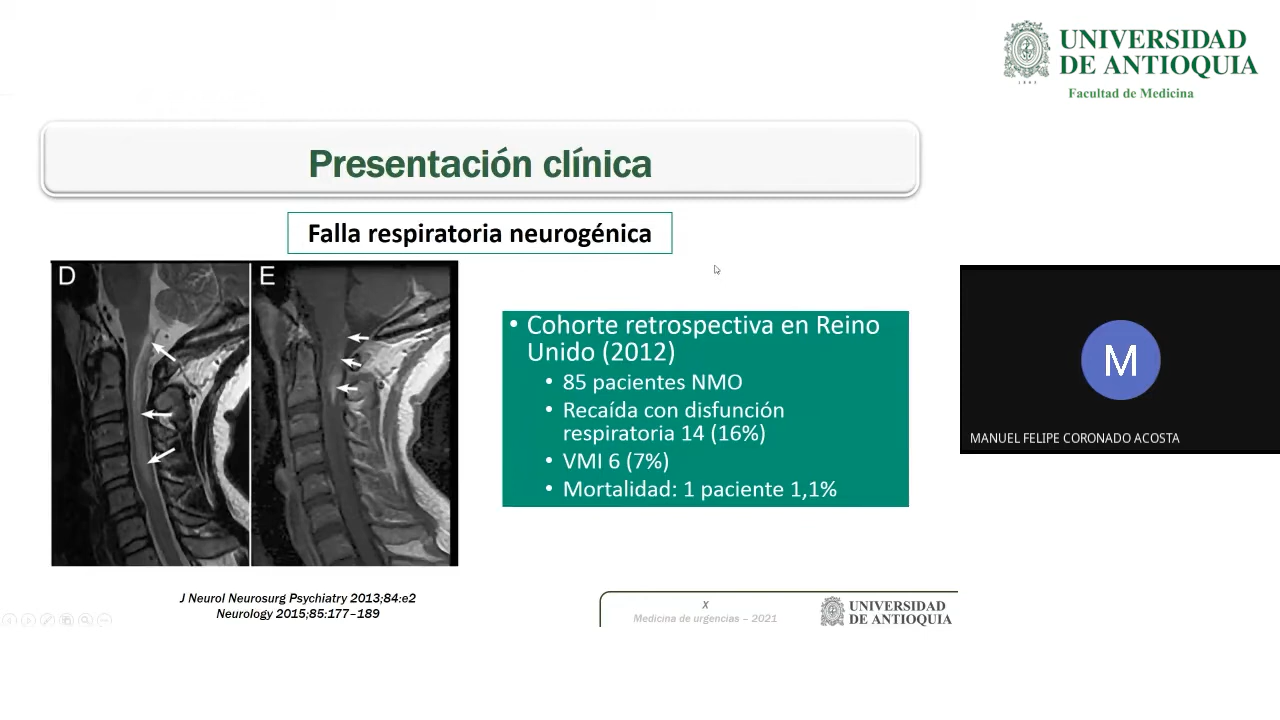 UNIVERSIDAD
DE ANTIOQUIA
Facultad de Medicina
Presentación clínica
Falla respiratoria neurogénica
D
E
• Cohorte retrospectiva en Reino
Unido (2012)
• 85 pacientes NMO
• Recaída con disfunción
respiratoria 14 (16%)
• VMI 6 (7%)
• Mortalidad: 1 paciente 1,1%
M
MANUEL FELIPE CORONADO ACOSTA
J Neurol Neurosurg Psychiatry 2013;84:e2
Neurology 2015;85:177–189
X
Medicina de urgencias – 2021
UNIVERSIDAD
DE ANTIOQUIA